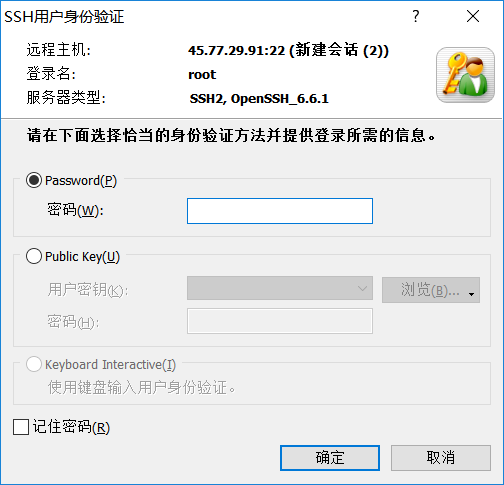 SSH用户身份验证
远程主机: 45.77.29.91:22 (新建会话 (2))
登录名: root
服务器类型: SSH2, OpenSSH_6.6.1
请在下面选择恰当的身份验证方法并提供登录所需的信息。
Password(P)
密码(W):
Public Key(U)
用户密钥(K): 浏览(B)...
密码(H):
Keyboard Interactive(I)
使用键盘输入用户身份验证。
记住密码(R)
确定 取消